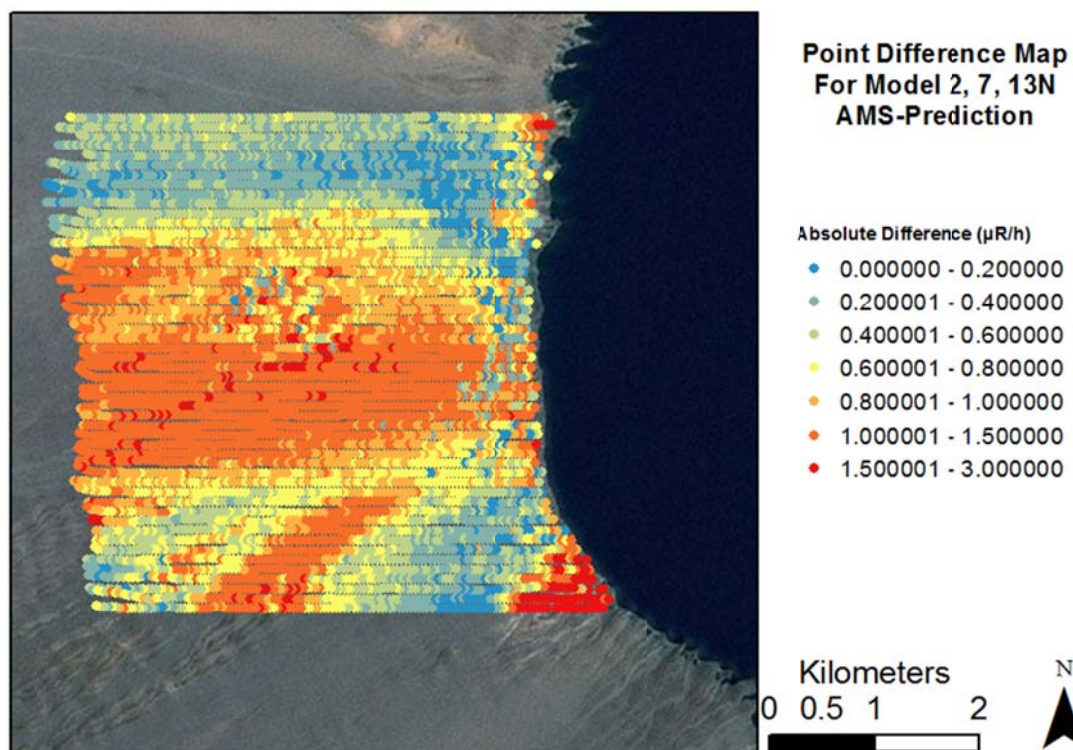 Point Difference Map
For Model 2, 7, 13N
AMS-Prediction
Absolute Difference (µR/h)
0.000000 - 0.200000
0.200001 - 0.400000
0.400001 - 0.600000
0.600001 - 0.800000
0.800001 - 1.000000
1.000001 - 1.500000
1.500001 - 3.000000
Kilometers
0 0.5 1 2
N